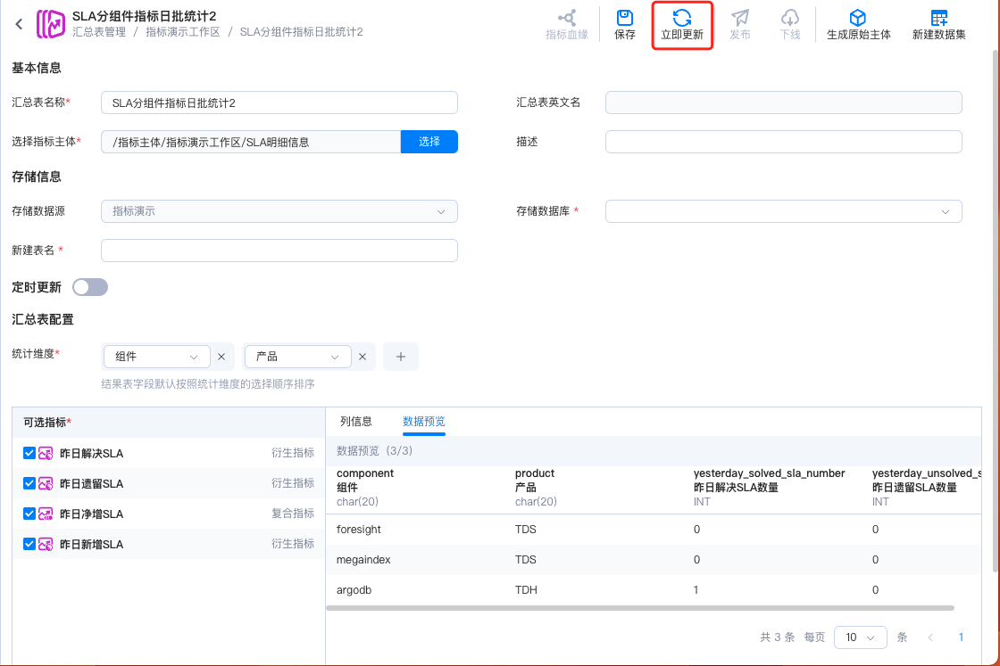 SLA分组件指标日批统计2
汇总表管理 / 指标演示工作区 / SLA分组件指标日批统计2
指标血缘 保存 立即更新 发布 下线 生成原始主体 新建数据集
基本信息
汇总表名称* SLA分组件指标日批统计2 汇总表英文名
选择指标主体* /指标主体/指标演示工作区/SLA明细信息 选择 描述
存储信息
存储数据源 指标演示 存储数据库 *
新建表名 *
定时更新
汇总表配置
统计维度* 组件 × 产品 × +
结果表字段默认按照统计维度的选择顺序排序
可选指标*
昨日解决SLA 衍生指标
昨日遗留SLA 衍生指标
昨日净增SLA 复合指标
昨日新增SLA 衍生指标
列信息 数据预览
数据预览 (3/3)
component product yesterday_solved_sla_number yesterday_unsolved_s
组件 产品 昨日解决SLA数量 昨日遗留SLA数量
char(20) char(20) INT INT
foresight TDS 0 0
megaindex TDS 0 0
argodb TDH 1 0
共 3 条 每页 10 条 < 1